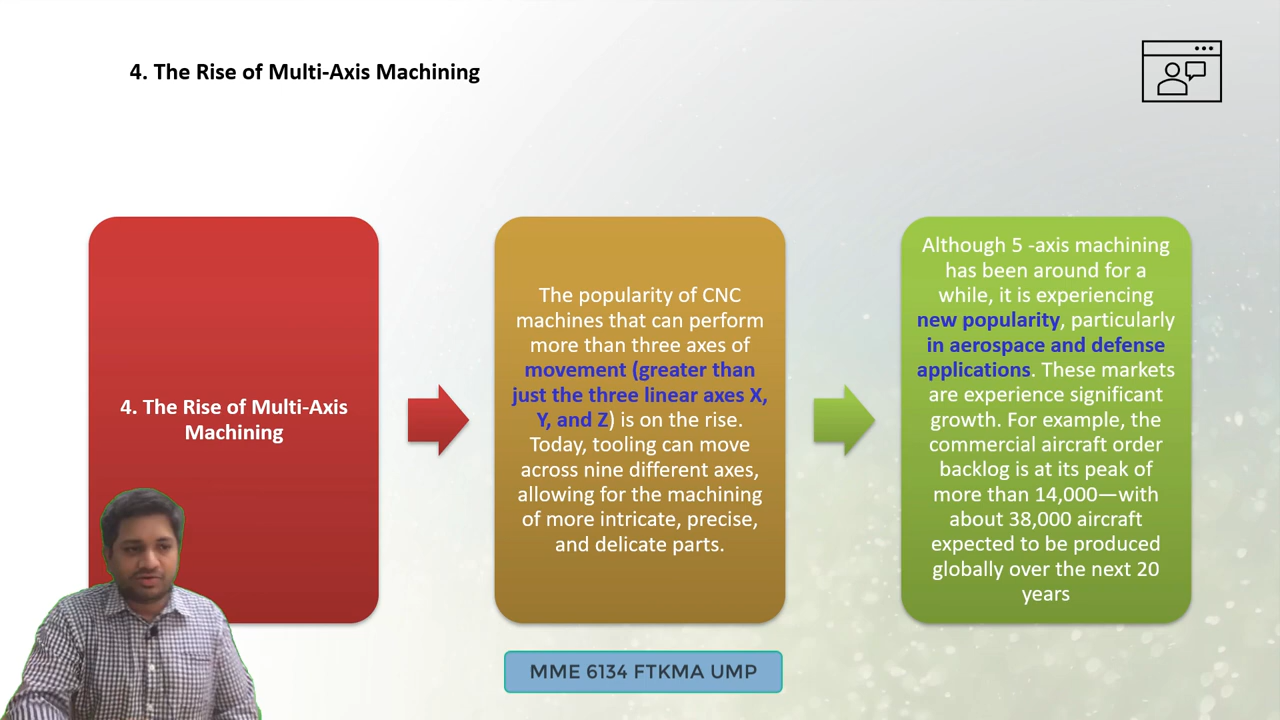 4. The Rise of Multi-Axis Machining
4. The Rise of Multi-Axis
Machining
The popularity of CNC
machines that can perform
more than three axes of
movement (greater than
just the three linear axes X,
Y, and Z) is on the rise.
Today, tooling can move
across nine different axes,
allowing for the machining
of more intricate, precise,
and delicate parts.
Although 5 -axis machining
has been around for a
while, it is experiencing
new popularity, particularly
in aerospace and defense
applications. These markets
are experience significant
growth. For example, the
commercial aircraft order
backlog is at its peak of
more than 14,000—with
about 38,000 aircraft
expected to be produced
globally over the next 20
years
MME 6134 FTKMA UMP